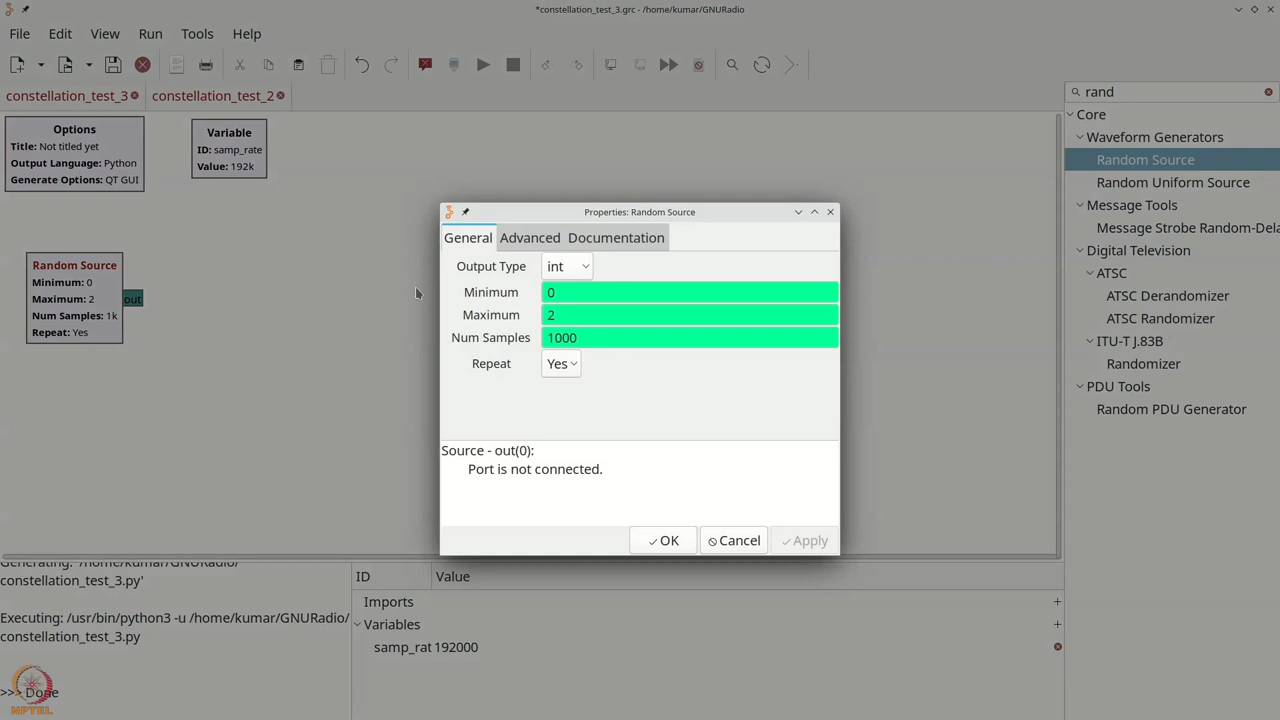 *constellation_test_3.grc - /home/kumar/GNURadio
File Edit View Run Tools Help
constellation_test_3 constellation_test_2
rand
Options
Title: Not titled yet
Output Language: Python
Generate Options: QT GUI
Variable
ID: samp_rate
Value: 192k
Random Source
Minimum: 0
Maximum: 2
Num Samples: 1k
Repeat: Yes
out
Properties: Random Source
General Advanced Documentation
Output Type int
Minimum 0
Maximum 2
Num Samples 1000
Repeat Yes
Source - out(0):
Port is not connected.
OK Cancel Apply
Core
Waveform Generators
Random Source
Random Uniform Source
Message Tools
Message Strobe Random-Dela
Digital Television
ATSC
ATSC Derandomizer
ATSC Randomizer
ITU-T J.83B
Randomizer
PDU Tools
Random PDU Generator
Generating: '/home/kumar/GNURadio/
constellation_test_3.py'
Executing: /usr/bin/python3 -u /home/kumar/GNURadio/
constellation_test_3.py
>>> Done
NPTEL
ID Value
Imports
Variables
samp_rat 192000